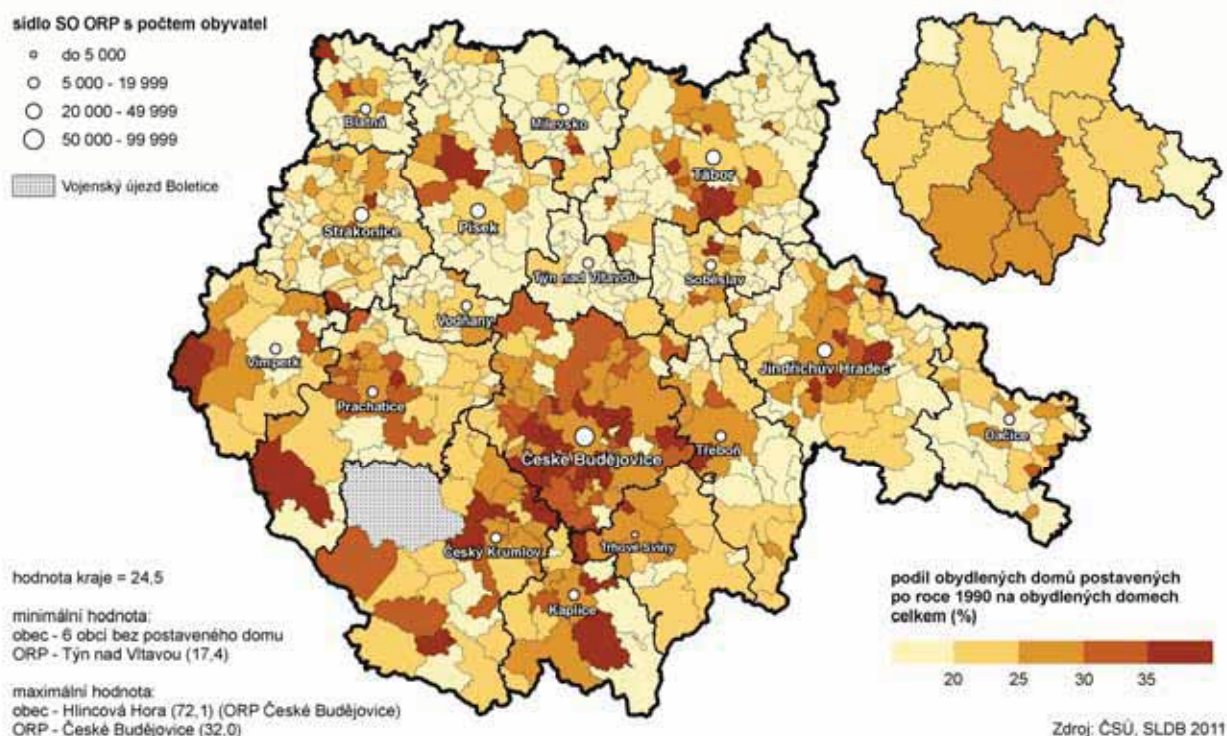 sídlo SO ORP s počtem obyvatel
do 5 000
5 000 - 19 999
20 000 - 49 999
50 000 - 99 999
Vojenský újezd Boletice
Blatná
Milevsko
Tábor
Strakonice
Písek
Týn nad Vltavou
Soběslav
Vodňany
Vimperk
Jindřichův Hradec
Prachatice
Dačice
České Budějovice
Třeboň
Český Krumlov
Trhové Sviny
Kaplice
hodnota kraje = 24,5
minimální hodnota:
obec - 6 obcí bez postaveného domu
ORP - Týn nad Vltavou (17,4)
maximální hodnota:
obec - Hlincová Hora (72,1) (ORP České Budějovice)
ORP - České Budějovice (32,0)
podíl obydlených domů postavených
po roce 1990 na obydlených domech
celkem (%)
20 25 30 35
Zdroj: ČSÚ, SLDB 2011